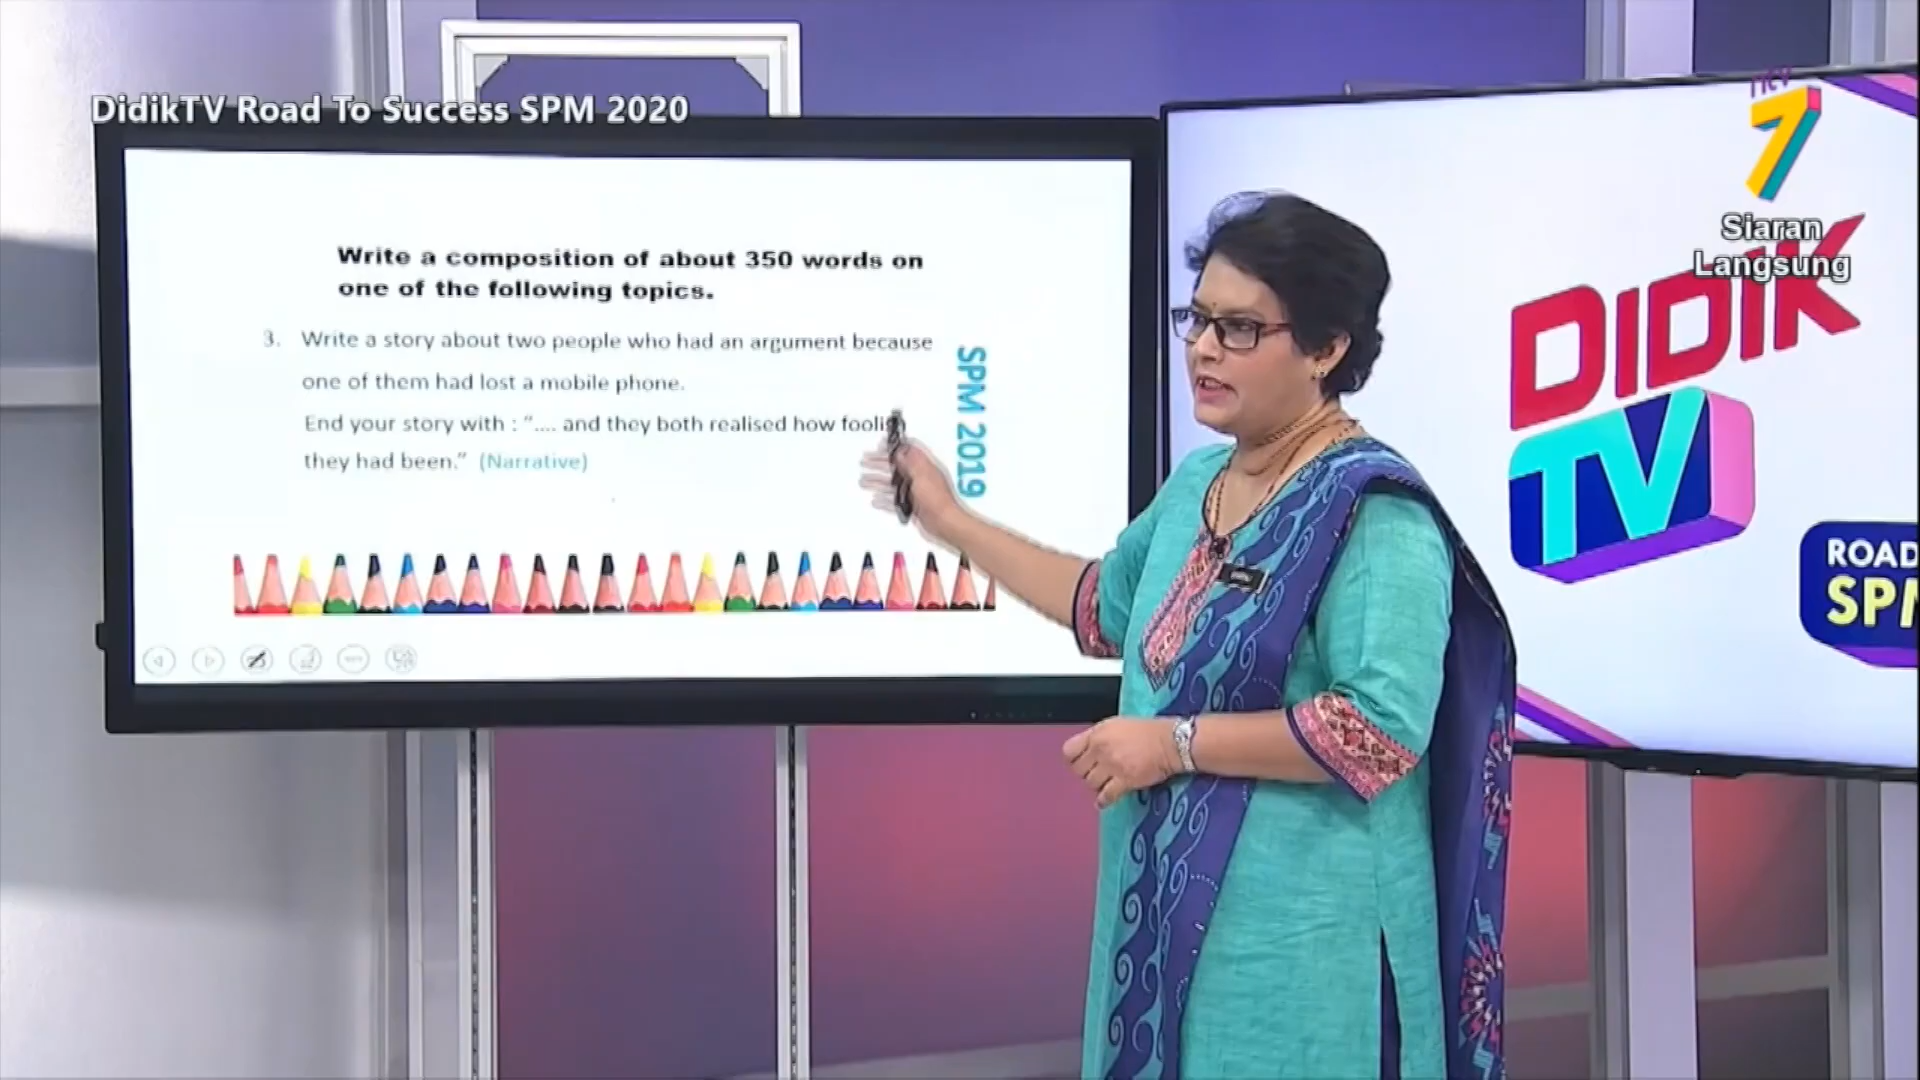 DidikTV Road To Success SPM 2020
Write a composition of about 350 words on
one of the following topics.
3. Write a story about two people who had an argument because
one of them had lost a mobile phone.
End your story with : “.... and they both realised how
they had been.” (Narrative)
SPM 2019
ntv
7
Siaran
Langsung
DIDIK
TV
ROAD